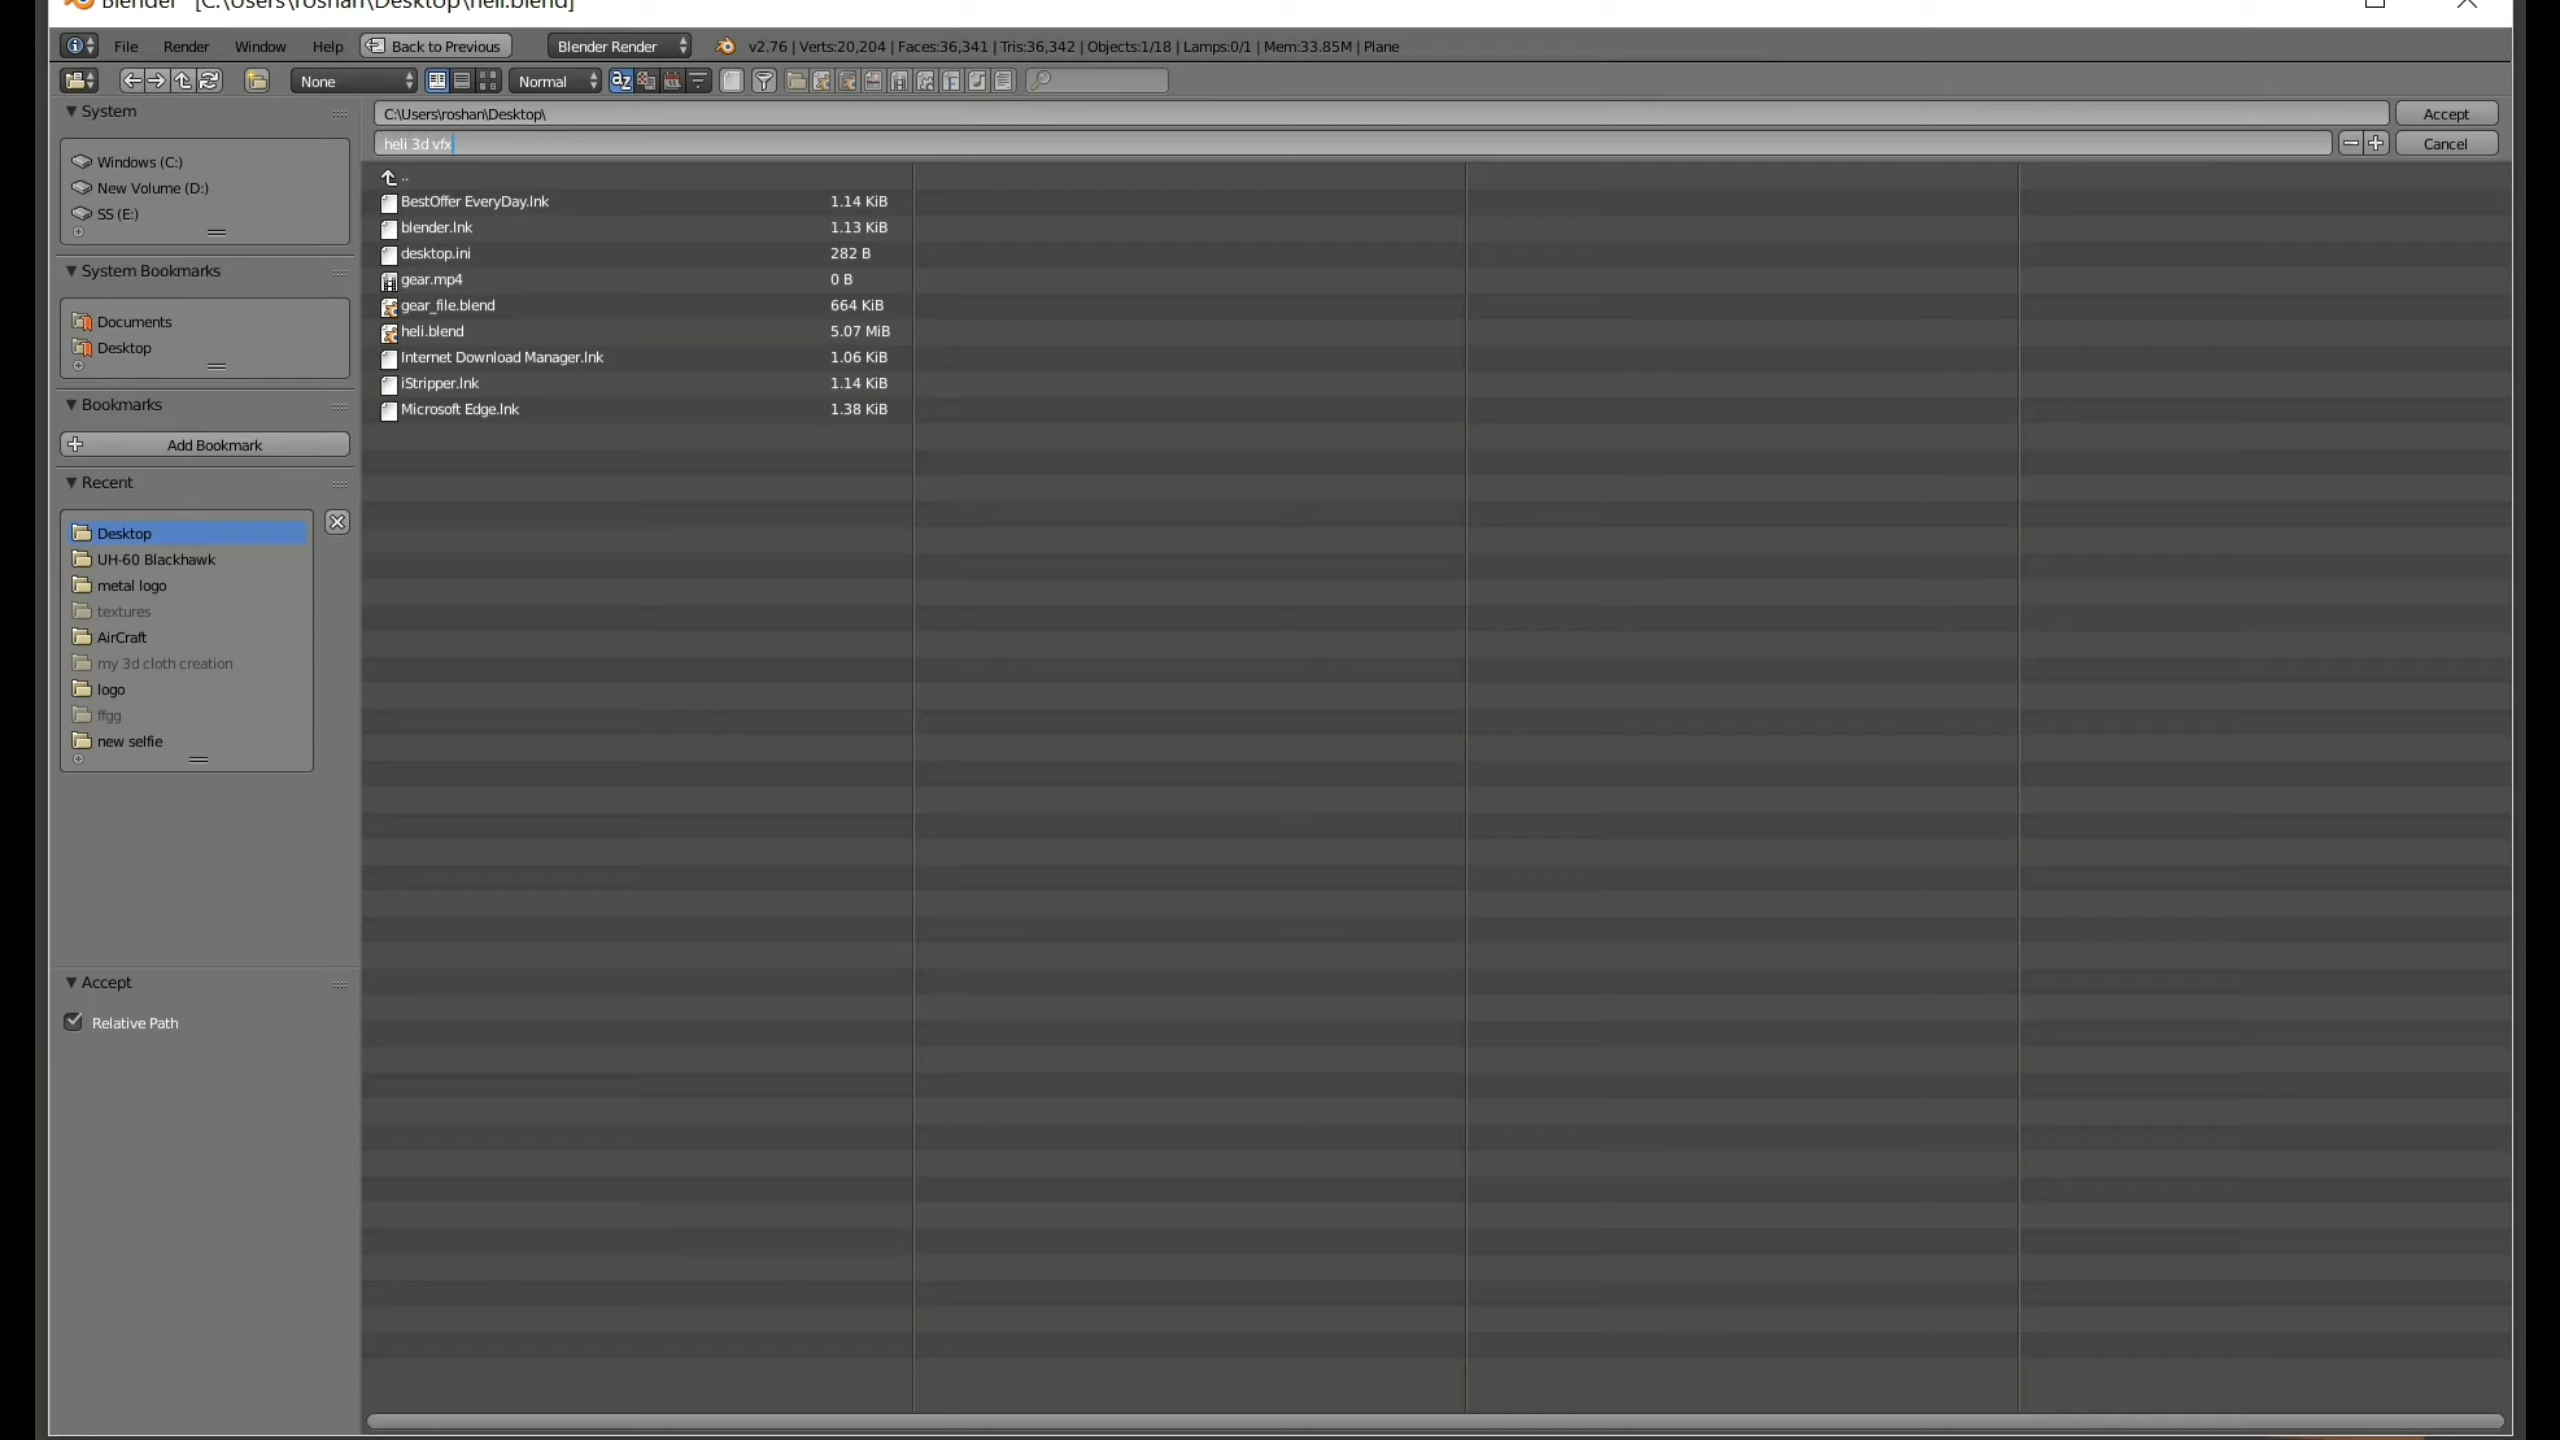 Blender [C:\Users\roshan\Desktop\heli.blend]
File Render Window Help Back to Previous Blender Render v2.76 | Verts:20,204 | Faces:36,341 | Tris:36,342 | Objects:1/18 | Lamps:0/1 | Mem:33.85M | Plane
None Normal
System
Windows (C:)
New Volume (D:)
SS (E:)
System Bookmarks
Documents
Desktop
Bookmarks
Add Bookmark
Recent
Desktop
UH-60 Blackhawk
metal logo
textures
AirCraft
my 3d cloth creation
logo
ffgg
new selfie
Accept
Relative Path
C:\Users\roshan\Desktop\ Accept
heli 3d vfx Cancel
..
BestOffer EveryDay.lnk 1.14 KiB
blender.lnk 1.13 KiB
desktop.ini 282 B
gear.mp4 0 B
gear_file.blend 664 KiB
heli.blend 5.07 MiB
Internet Download Manager.lnk 1.06 KiB
iStripper.lnk 1.14 KiB
Microsoft Edge.lnk 1.38 KiB